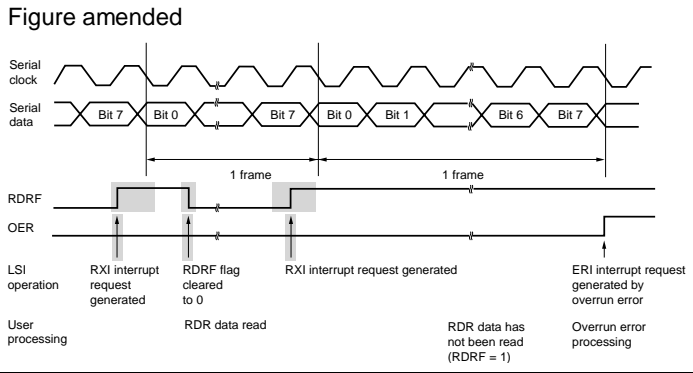 Figure amended
Serial
clock
Serial
data
Bit 7 Bit 0 Bit 7 Bit 0 Bit 1 Bit 6 Bit 7
1 frame 1 frame
RDRF
OER
LSI
operation
RXI interrupt
request
generated
RDRF flag
cleared
to 0
RXI interrupt request generated
ERI interrupt request
generated by
overrun error
User
processing
RDR data read
RDR data has
not been read
(RDRF = 1)
Overrun error
processing